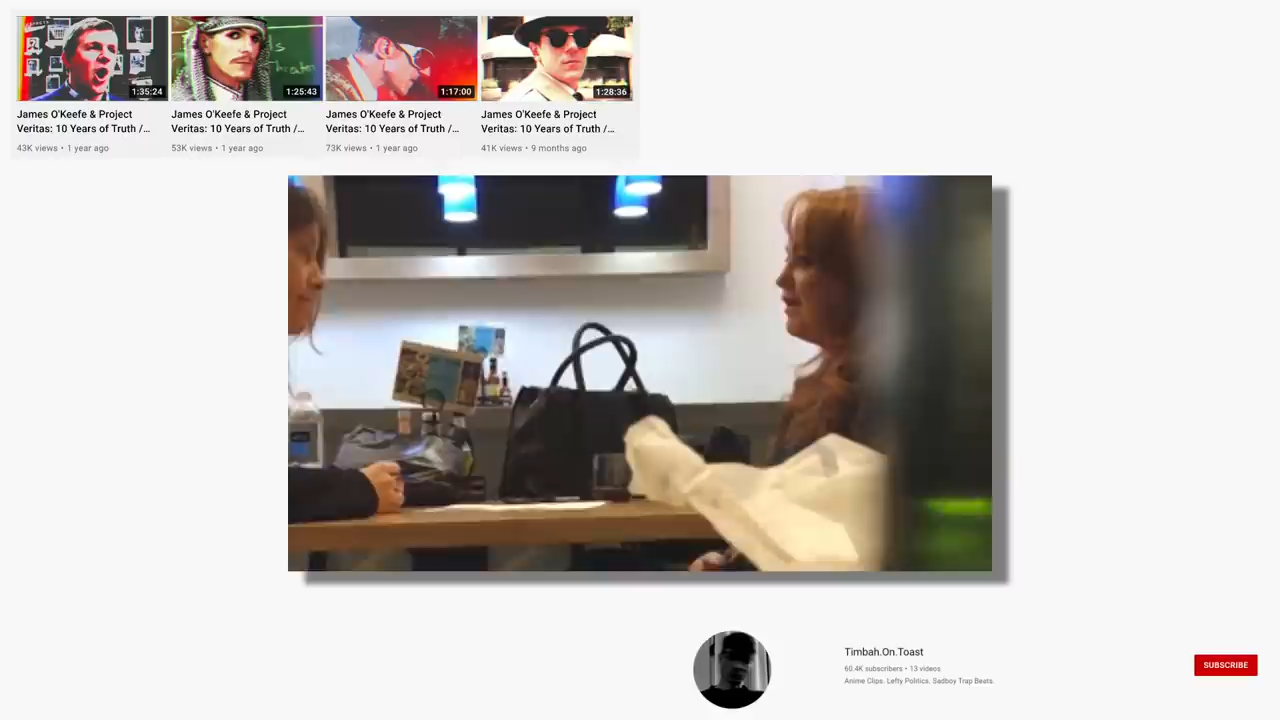 1:35:24
1:25:43
1:17:00
1:28:36
James O'Keefe & Project
Veritas: 10 Years of Truth /...
43K views • 1 year ago
James O'Keefe & Project
Veritas: 10 Years of Truth /...
53K views • 1 year ago
James O'Keefe & Project
Veritas: 10 Years of Truth /...
73K views • 1 year ago
James O'Keefe & Project
Veritas: 10 Years of Truth /...
41K views • 9 months ago
Timbah.On.Toast
60.4K subscribers • 13 videos
Anime Clips. Lefty Politics. Sadboy Trap Beats.
SUBSCRIBE